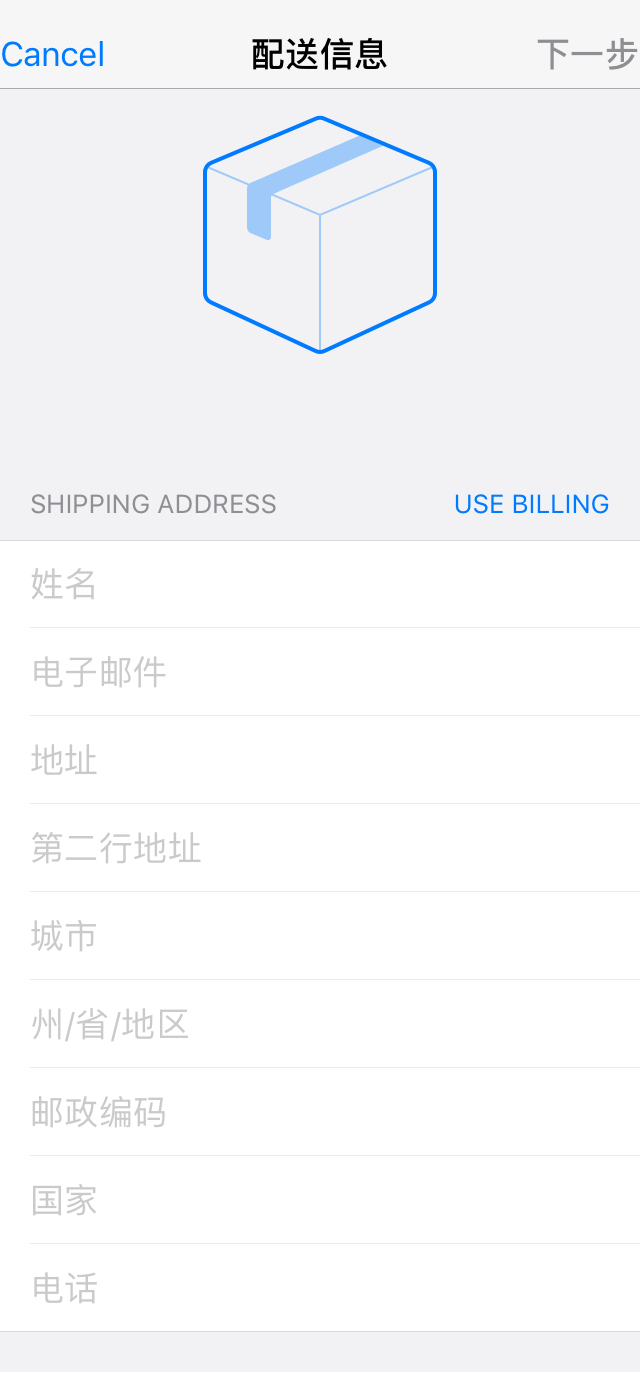 Cancel 配送信息 下一步
SHIPPING ADDRESS USE BILLING
姓名
电子邮件
地址
第二行地址
城市
州/省/地区
邮政编码
国家
电话